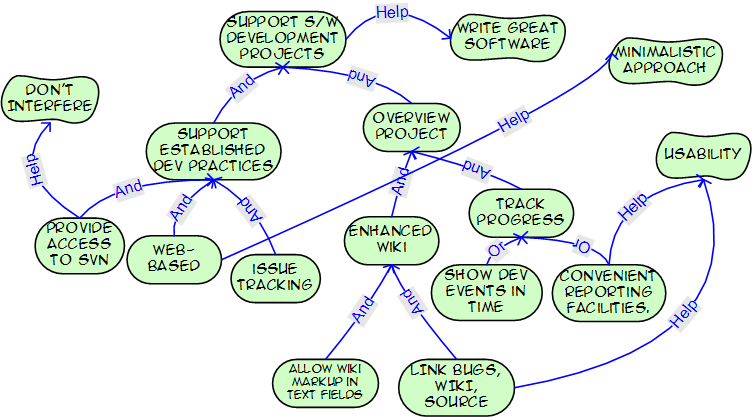 SUPPORT S/W
DEVELOPMENT
PROJECTS
Help
WRITE GREAT
SOFTWARE
MINIMALISTIC
APPROACH
DON'T
INTERFERE
And
And
OVERVIEW
PROJECT
Help
SUPPORT
ESTABLISHED
DEV PRACTICES
USABILITY
Help
And
And
And
And
And
Help
TRACK
PROGRESS
PROVIDE
ACCESS
TO SVN
WEB-
BASED
ENHANCED
WIKI
Or
Or
ISSUE
TRACKING
SHOW DEV
EVENTS IN
TIME
CONVENIENT
REPORTING
FACILITIES,
And
And
Help
ALLOW WIKI
MARKUP IN
TEXT FIELDS
LINK BUGS,
WIKI,
SOURCE